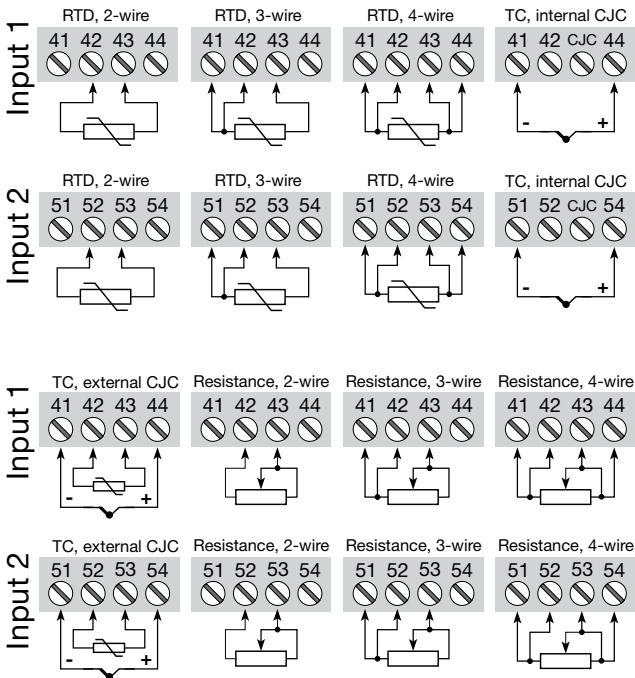 RTD, 2-wire RTD, 3-wire RTD, 4-wire TC, internal CJC
Input 1
41 42 43 44 41 42 43 44 41 42 43 44 41 42 CJC 44
- +
RTD, 2-wire RTD, 3-wire RTD, 4-wire TC, internal CJC
Input 2
51 52 53 54 51 52 53 54 51 52 53 54 51 52 CJC 54
- +
TC, external CJC Resistance, 2-wire Resistance, 3-wire Resistance, 4-wire
Input 1
41 42 43 44 41 42 43 44 41 42 43 44 41 42 43 44
- +
TC, external CJC Resistance, 2-wire Resistance, 3-wire Resistance, 4-wire
Input 2
51 52 53 54 51 52 53 54 51 52 53 54 51 52 53 54
- +